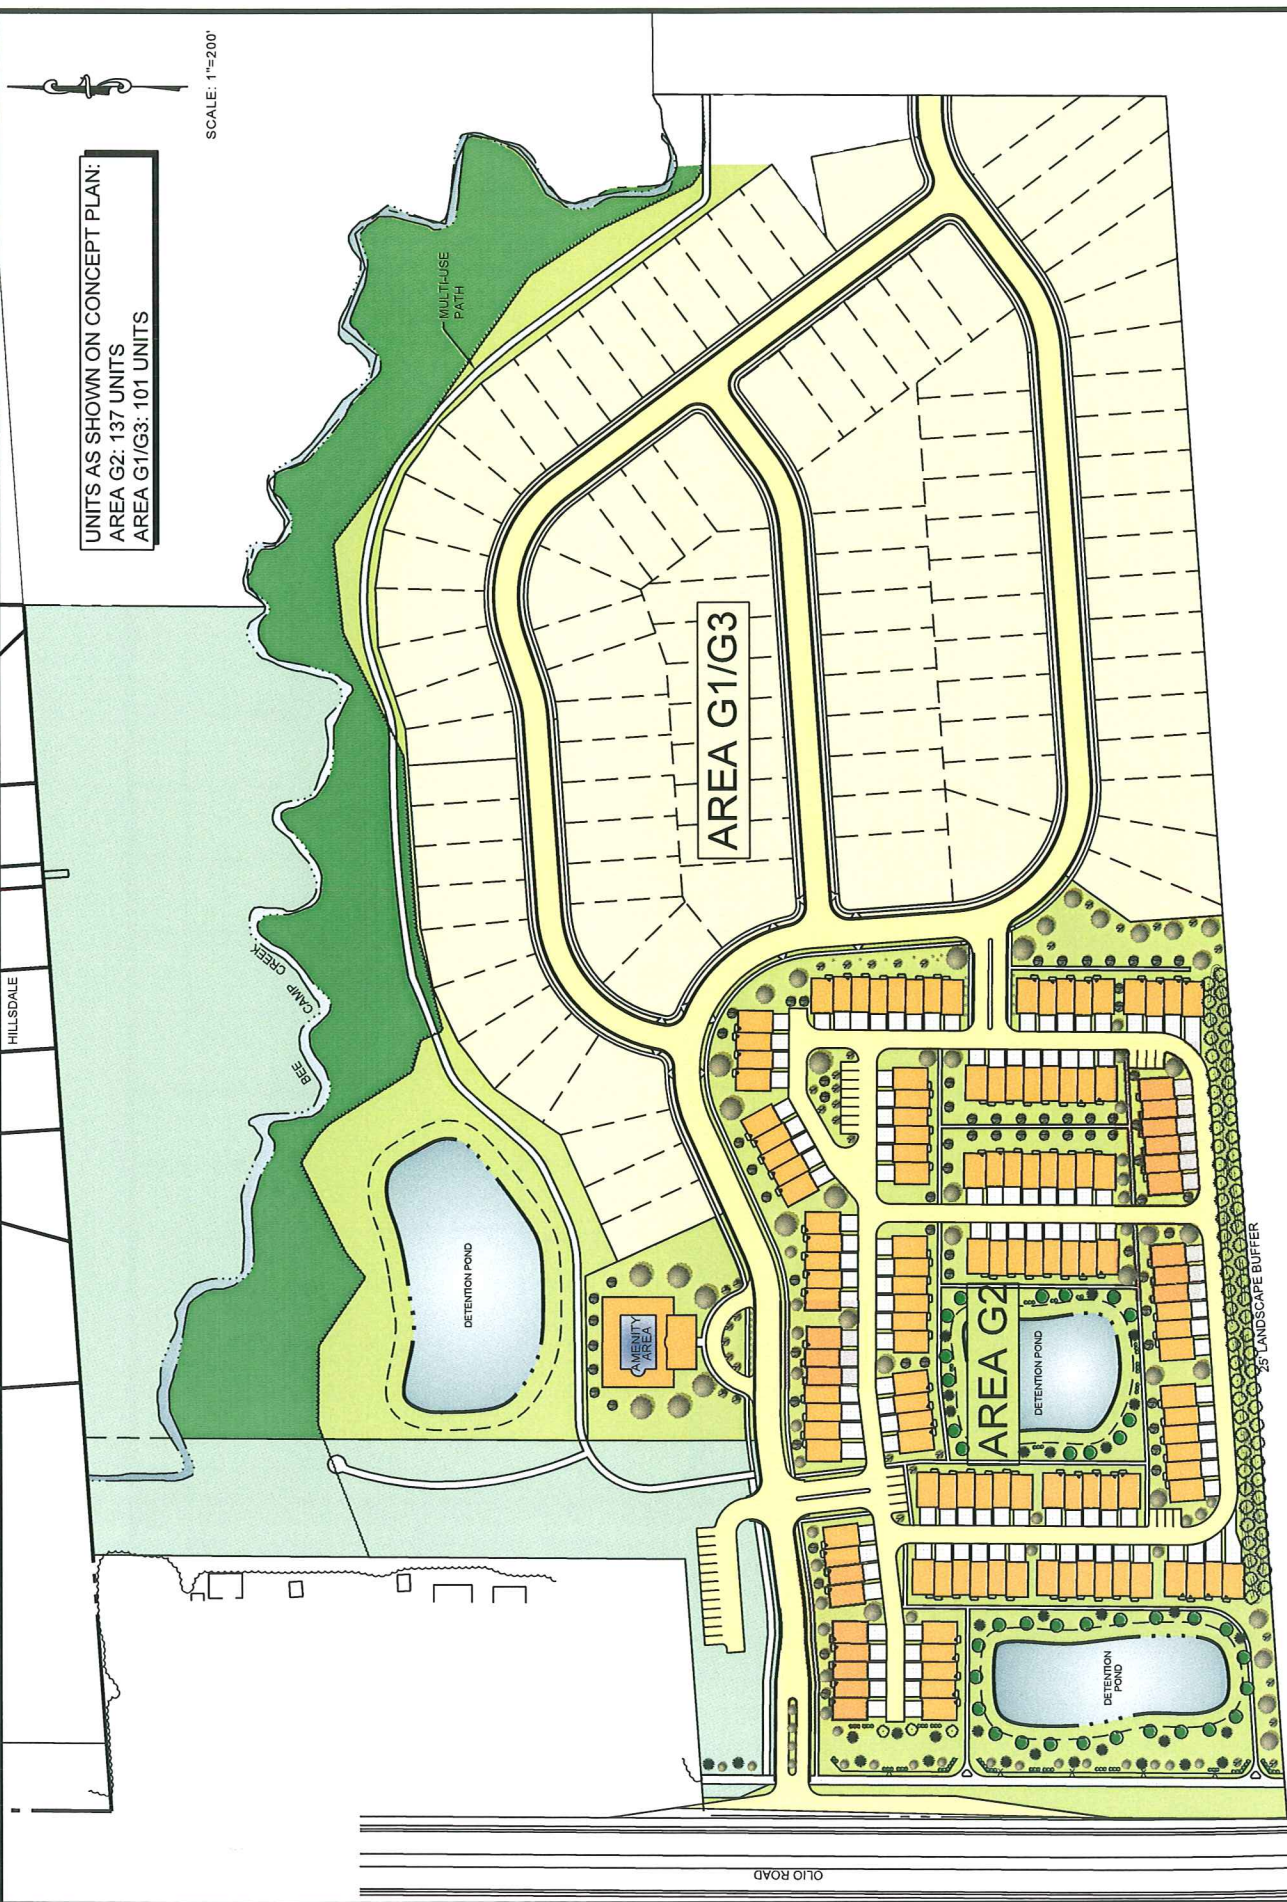 SCALE: 1"=200'
UNITS AS SHOWN ON CONCEPT PLAN:
AREA G2: 137 UNITS
AREA G1/G3: 101 UNITS
HILLSDALE
MULTI-USE
PATH
BEE CAMP CREEK
AREA G1/G3
DETENTION POND
AMENITY
AREA
AREA G2
DETENTION POND
25' LANDSCAPE BUFFER
DETENTION
POND
OLIO ROAD